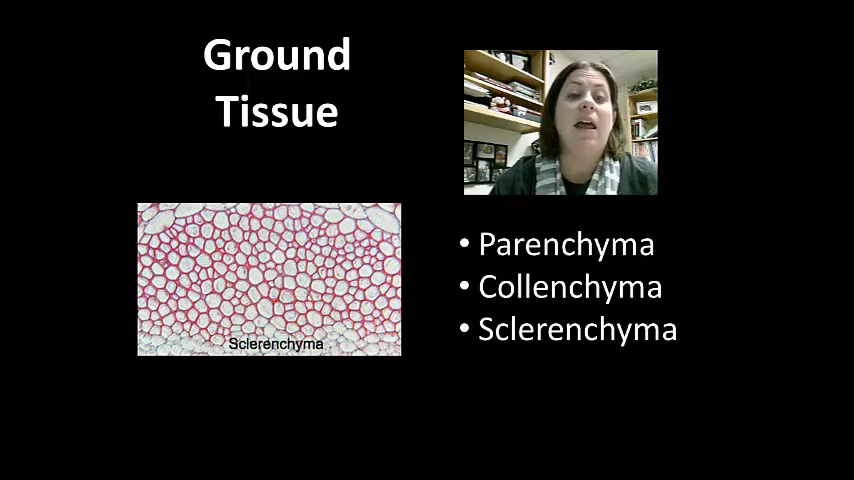 Ground
Tissue
• Parenchyma
• Collenchyma
• Sclerenchyma
Sclerenchyma